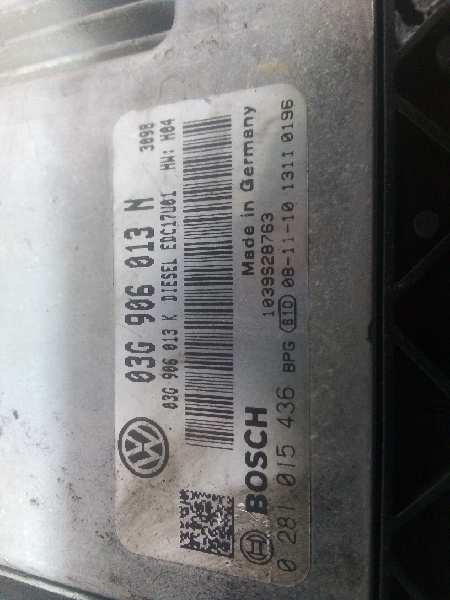 03G 906 013 N 3098
03G 906 013 K DIESEL EDC17U01 HW: H04
BOSCH Made in Germany
1039S28763
0 281 015 436 BPG B1D 08-11-10 1311 0196